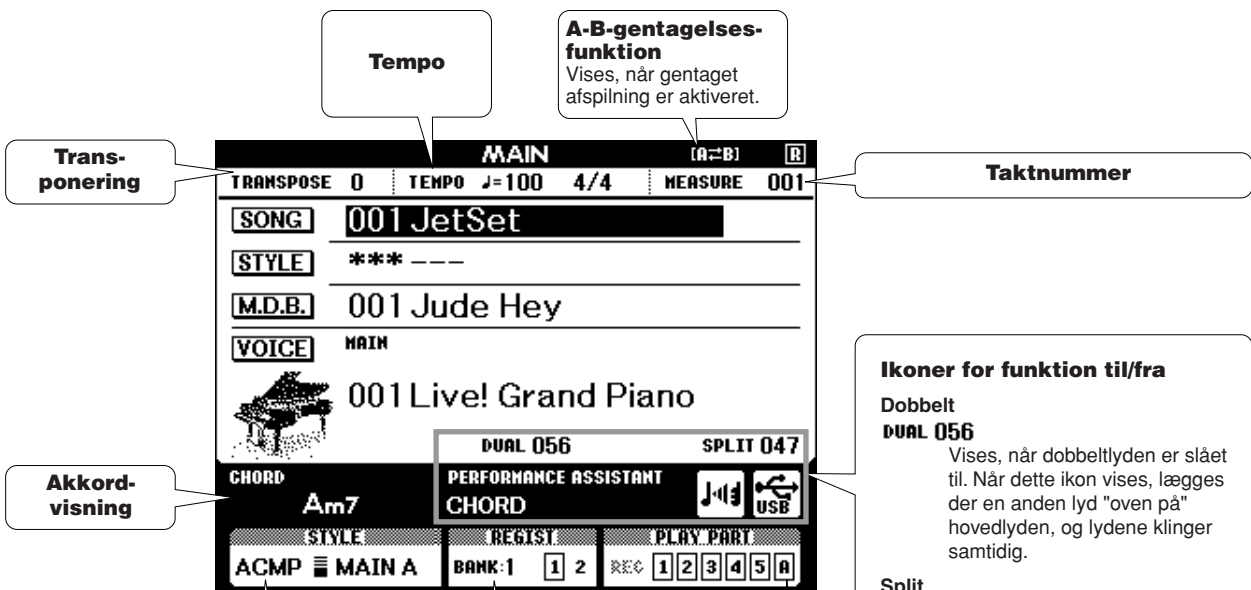 Tempo
A-B-gentagelses-
funktion
Vises, når gentaget
afspilning er aktiveret.
Trans-
ponering
MAIN [A⇄B] R
TRANSPOSE 0 TEMPO ♩=100 4/4 MEASURE 001
Taktnummer
SONG 001 JetSet
STYLE *** ---
M.D.B. 001 Jude Hey
VOICE MAIN
001 Live! Grand Piano
DUAL 056 SPLIT 047
Akkord-
visning
CHORD
Am7
PERFORMANCE ASSISTANT
CHORD
USB
STYLE REGIST PLAY PART
ACMP MAIN A BANK:1 1 2 REC 1 2 3 4 5 A
Ikoner for funktion til/fra
Dobbelt
DUAL 056
Vises, når dobbeltlyden er slået
til. Når dette ikon vises, lægges
der en anden lyd "oven på"
hovedlyden, og lydene klinger
samtidig.
Split